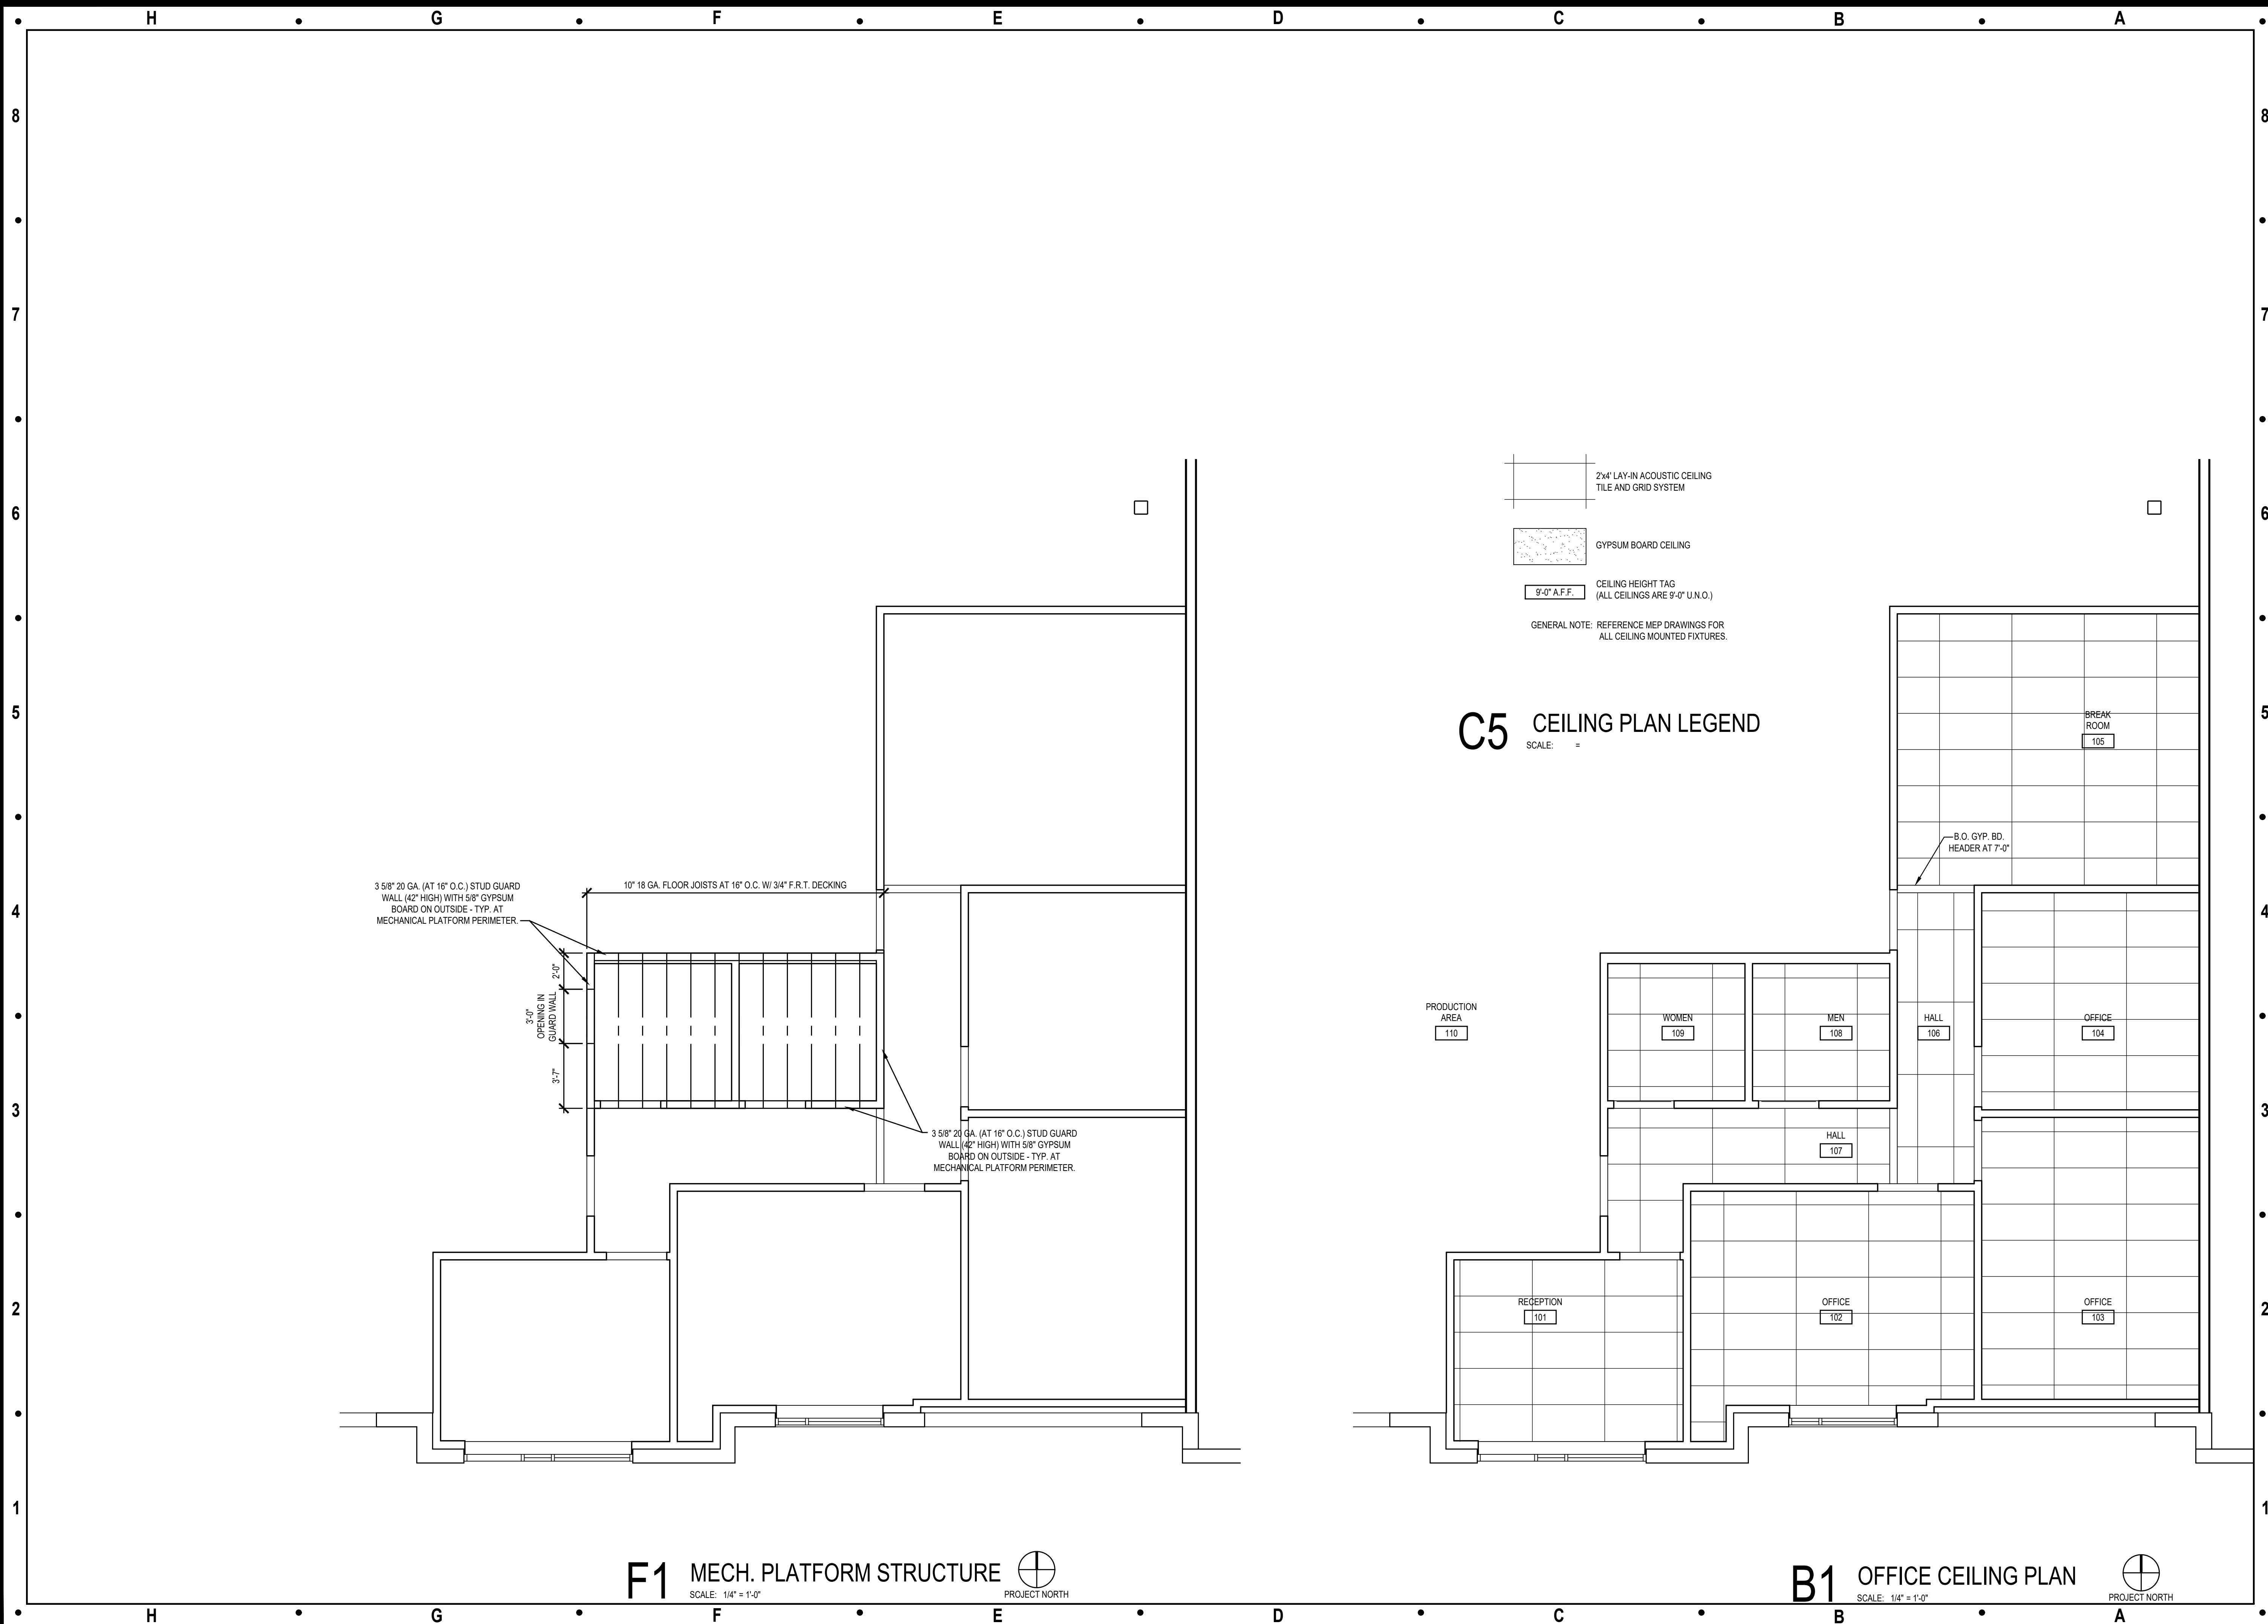 H G F E D C B A
8 8
7 7
6 6
5 5
4 4
3 3
2 2
1 1
3 5/8" 20 GA. (AT 16" O.C.) STUD GUARD
WALL (42" HIGH) WITH 5/8" GYPSUM
BOARD ON OUTSIDE - TYP. AT
MECHANICAL PLATFORM PERIMETER.
10" 18 GA. FLOOR JOISTS AT 16" O.C. W/ 3/4" F.R.T. DECKING
2'-0"
3'-0"
OPENING IN
GUARD WALL
3'-7"
3 5/8" 20 GA. (AT 16" O.C.) STUD GUARD
WALL (42" HIGH) WITH 5/8" GYPSUM
BOARD ON OUTSIDE - TYP. AT
MECHANICAL PLATFORM PERIMETER.
F1 MECH. PLATFORM STRUCTURE
SCALE: 1/4" = 1'-0"
PROJECT NORTH
2'x4' LAY-IN ACOUSTIC CEILING
TILE AND GRID SYSTEM
GYPSUM BOARD CEILING
9'-0" A.F.F.
CEILING HEIGHT TAG
(ALL CEILINGS ARE 9'-0" U.N.O.)
GENERAL NOTE: REFERENCE MEP DRAWINGS FOR
ALL CEILING MOUNTED FIXTURES.
C5 CEILING PLAN LEGEND
SCALE: =
BREAK
ROOM
105
B.O. GYP. BD.
HEADER AT 7'-0"
PRODUCTION
AREA
110
WOMEN
109
MEN
108
HALL
106
OFFICE
104
HALL
107
RECEPTION
101
OFFICE
102
OFFICE
103
B1 OFFICE CEILING PLAN
SCALE: 1/4" = 1'-0"
PROJECT NORTH
H G F E D C B A